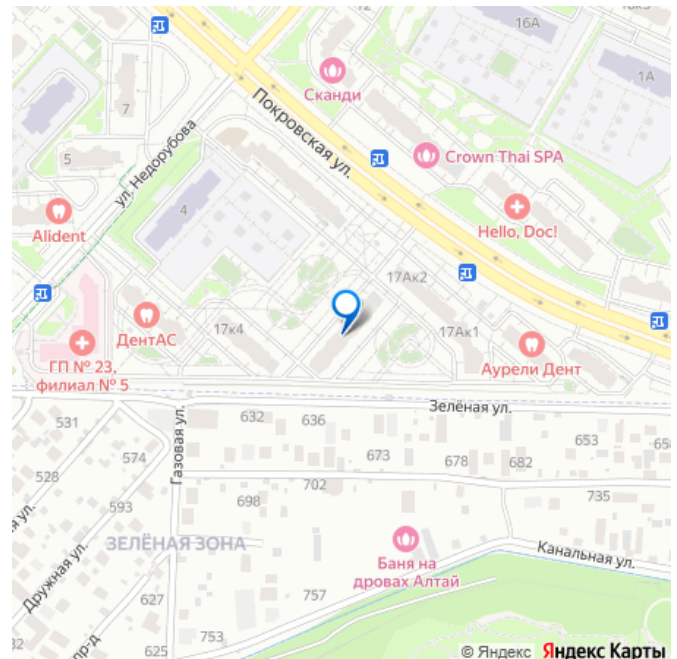 16А
1А
Сканди
7
Покровская ул.
ул. Недорубова
Crown Thai SPA
5
4
Alident
Hello, Doc!
17Ак2
ДентАС
17к4
17Ак1
ГП № 23,
филиал № 5
Аурели Дент
Зелёная ул.
531
632
636
Газовая ул.
574
673
678
682
653
528
702
593
698
735
ЗЕЛЁНАЯ ЗОНА
Дружная ул.
Баня на
дровах Алтай
Канальная ул.
757
627
753
625
пр-д
© Яндекс Яндекс Карты